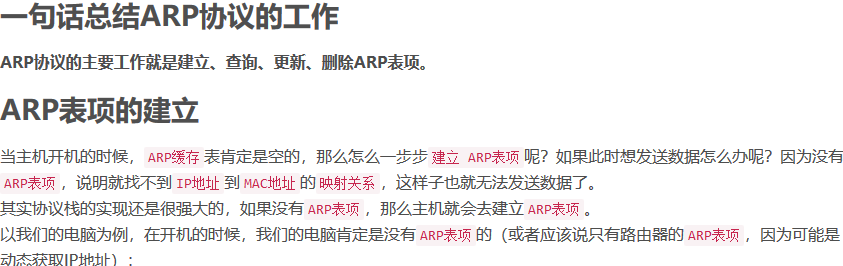 一句话总结ARP协议的工作
ARP协议的主要工作就是建立、查询、更新、删除ARP表项。
ARP表项的建立
当主机开机的时候，ARP缓存表肯定是空的，那么怎么一步步建立 ARP表项呢？如果此时想发送数据怎么办呢？因为没有
ARP表项，说明就找不到IP地址到MAC地址的映射关系，这样子也就无法发送数据了。
其实协议栈的实现还是很强大的，如果没有ARP表项，那么主机就会去建立ARP表项。
以我们的电脑为例，在开机的时候，我们的电脑肯定是没有ARP表项的（或者应该说只有路由器的ARP表项，因为可能是
动态获取IP地址）：